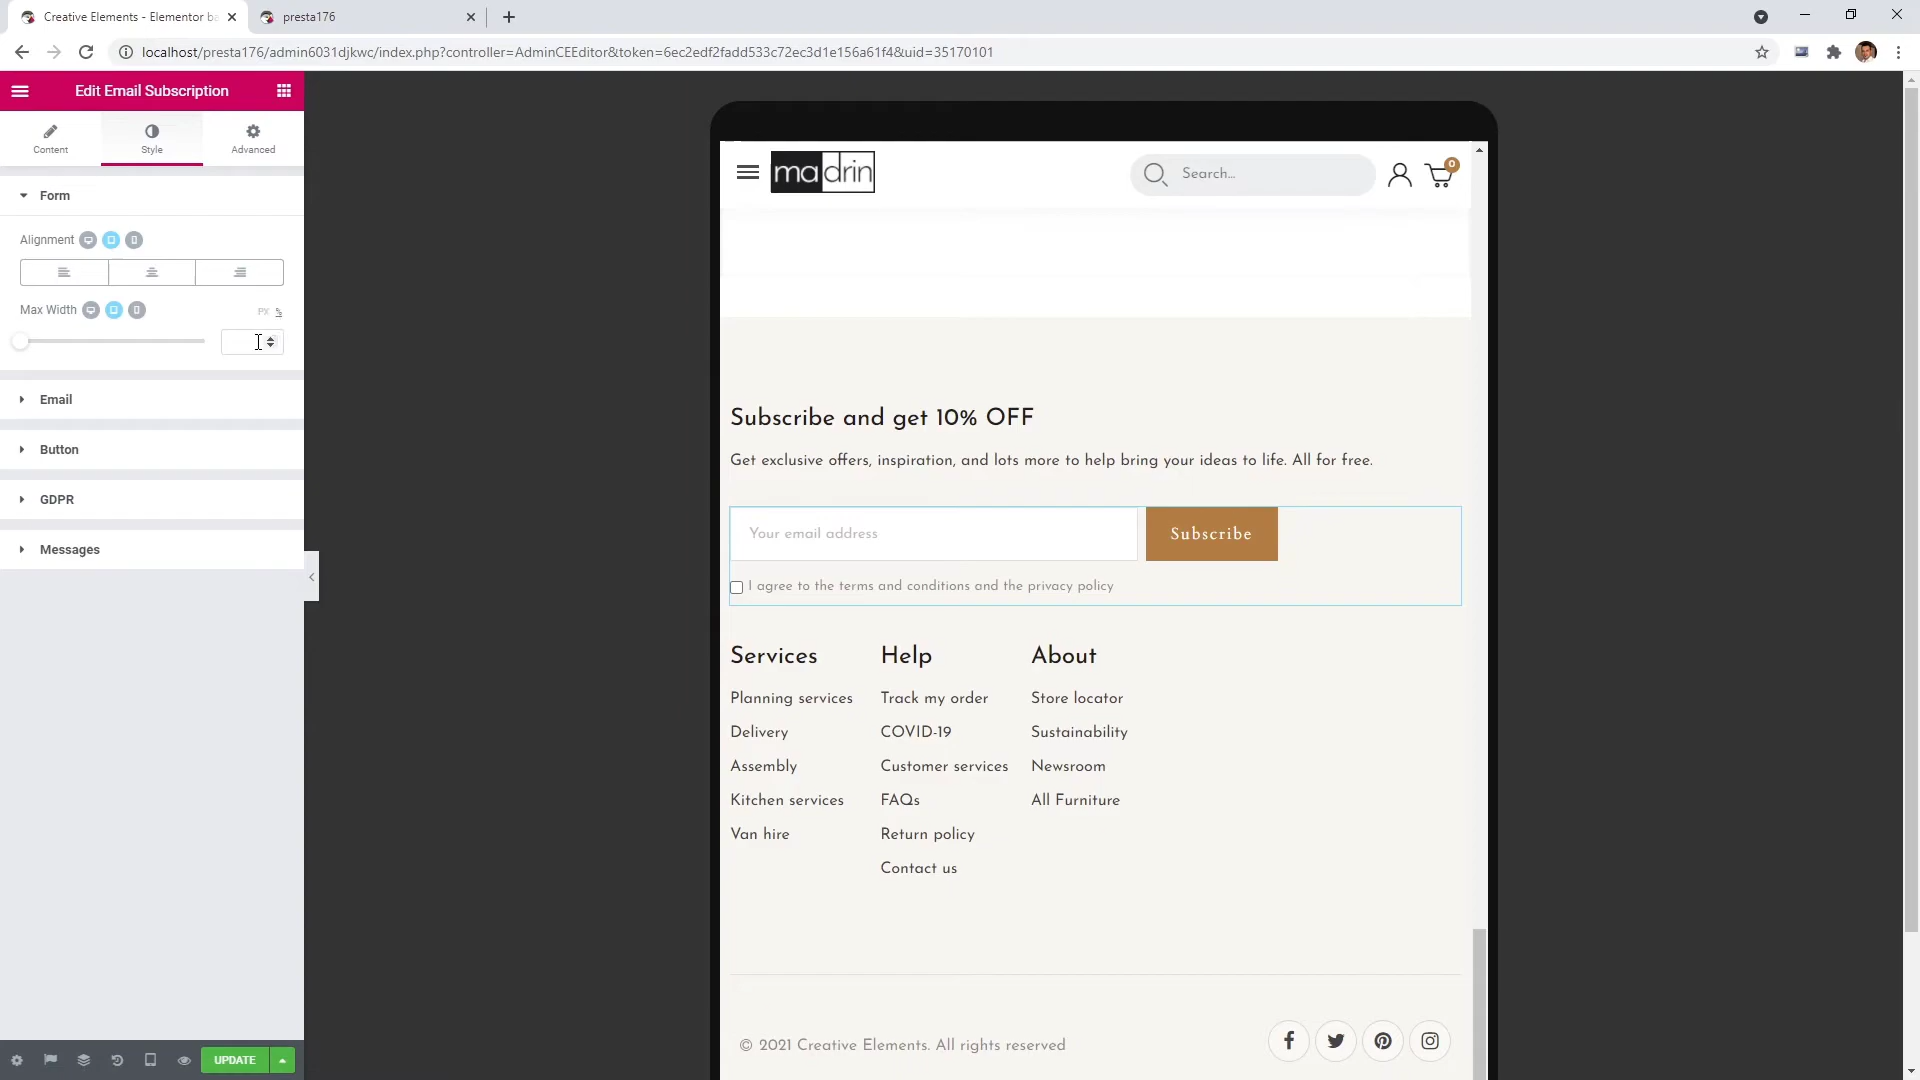 Creative Elements - Elementor ba
presta176
localhost/presta176/admin6031djkwc/index.php?controller=AdminCEEditor&token=6ec2edf2fadd533c72ec3d1e156a61f4&uid=35170101
Edit Email Subscription
Content
Style
Advanced
Form
Alignment
Max Width
PX %
Email
Button
GDPR
Messages
UPDATE
madrin
Search...
0
Subscribe and get 10% OFF
Get exclusive offers, inspiration, and lots more to help bring your ideas to life. All for free.
Your email address
Subscribe
I agree to the terms and conditions and the privacy policy
Services
Planning services
Delivery
Assembly
Kitchen services
Van hire
Help
Track my order
COVID-19
Customer services
FAQs
Return policy
Contact us
About
Store locator
Sustainability
Newsroom
All Furniture
© 2021 Creative Elements. All rights reserved